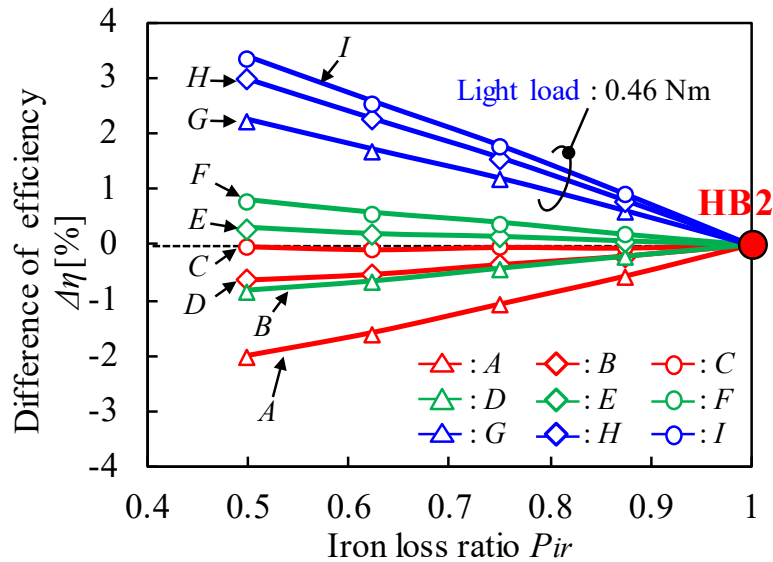 4
3
2
1
0
-1
-2
-3
-4
Difference of efficiency
Δη[%]
I
H
G
F
E
C
D
B
A
Light load : 0.46 Nm
HB2
: A : B : C
: D : E : F
: G : H : I
0.4 0.5 0.6 0.7 0.8 0.9 1
Iron loss ratio Pir